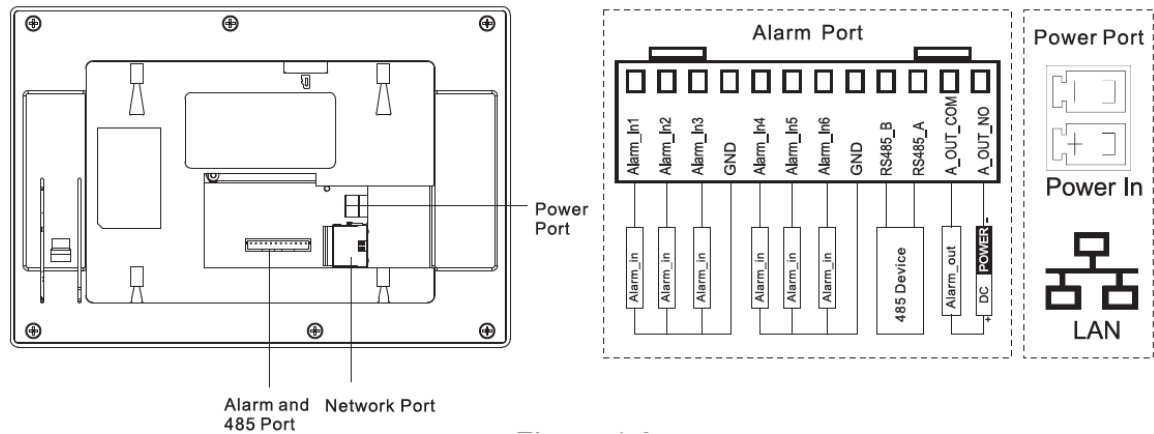 Power
Port
Alarm and
485 Port
Network Port
Alarm Port
Alarm_In1
Alarm_In2
Alarm_In3
GND
Alarm_In4
Alarm_In5
Alarm_In6
GND
RS485_B
RS485_A
A_OUT_COM
A_OUT_NO
Alarm_in
Alarm_in
Alarm_in
Alarm_in
Alarm_in
Alarm_in
485 Device
Alarm_out
+ DC POWER -
Power Port
-
+
Power In
LAN